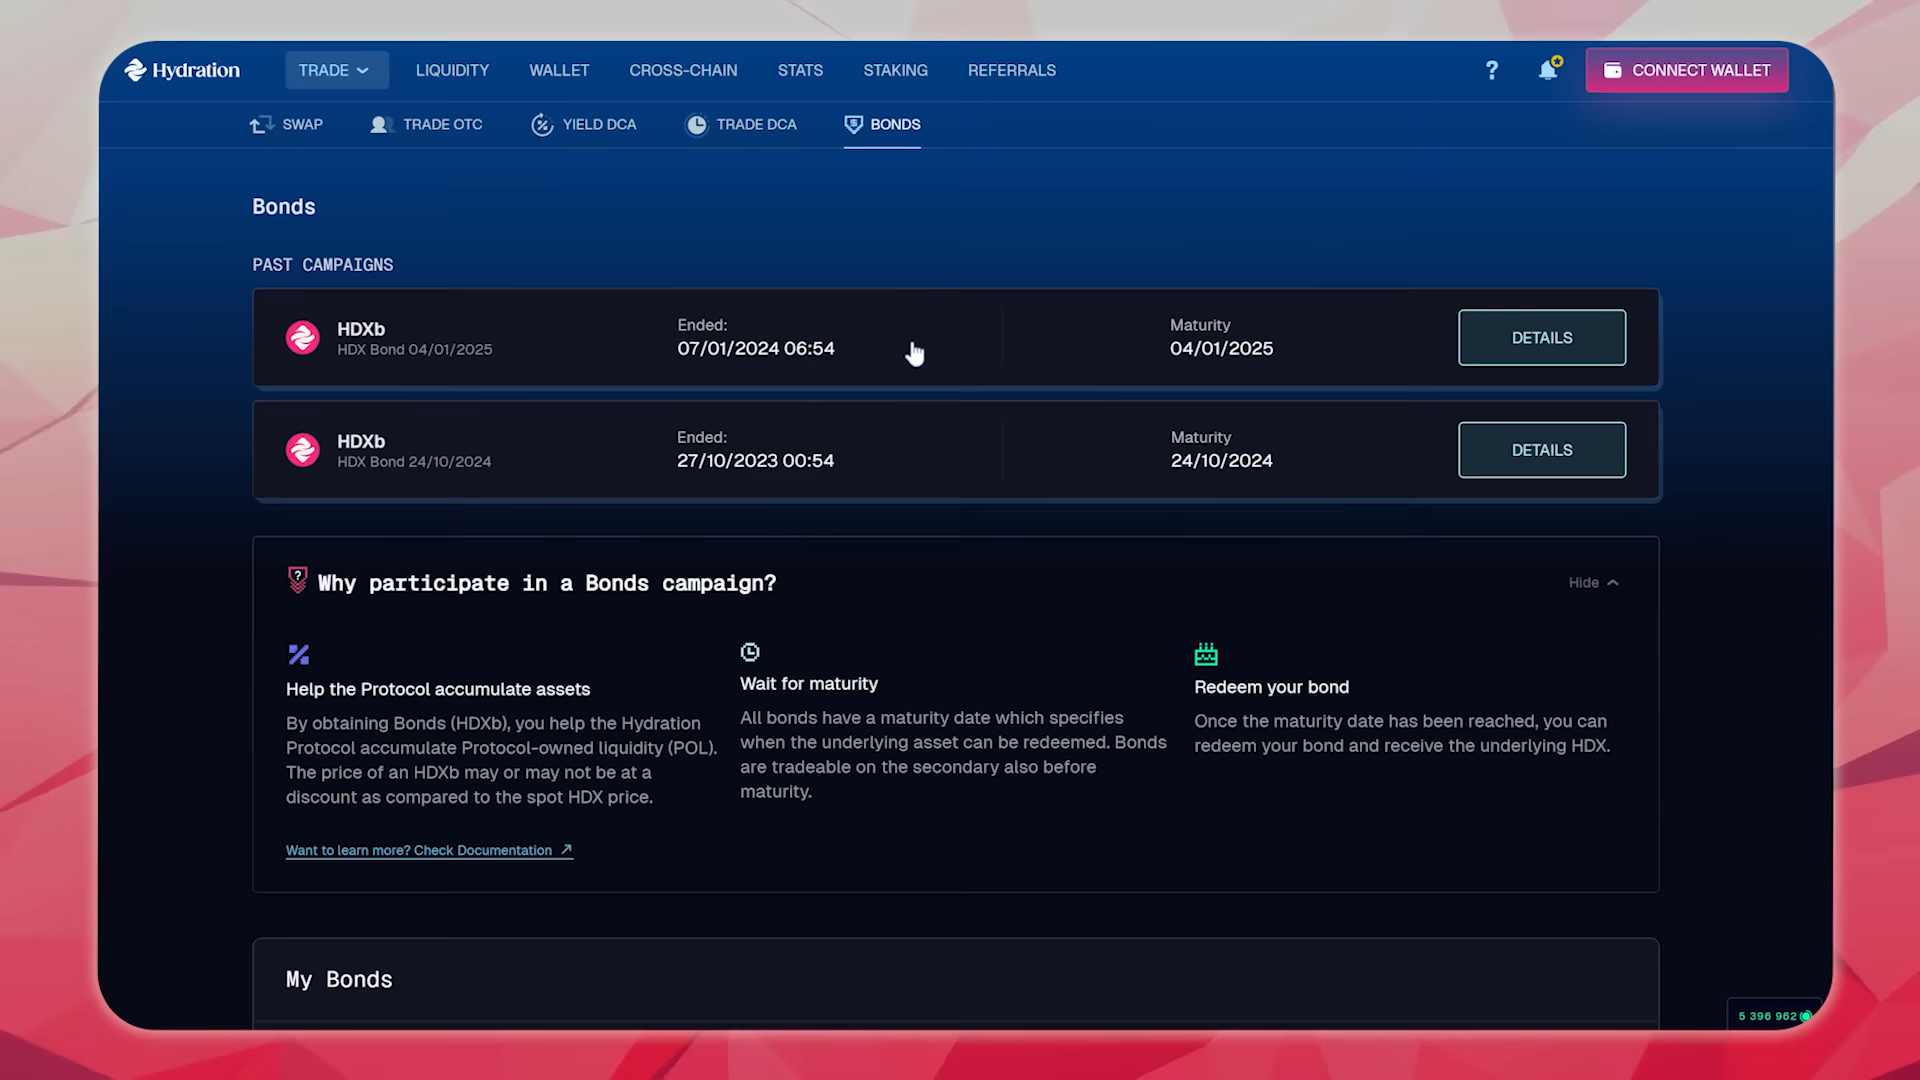 Hydration
TRADE
LIQUIDITY
WALLET
CROSS-CHAIN
STATS
STAKING
REFERRALS
?
CONNECT WALLET
SWAP
TRADE OTC
YIELD DCA
TRADE DCA
BONDS
Bonds
PAST CAMPAIGNS
HDXb
HDX Bond 04/01/2025
Ended:
07/01/2024 06:54
Maturity
04/01/2025
DETAILS
HDXb
HDX Bond 24/10/2024
Ended:
27/10/2023 00:54
Maturity
24/10/2024
DETAILS
Why participate in a Bonds campaign?
Hide
Help the Protocol accumulate assets
By obtaining Bonds (HDXb), you help the Hydration
Protocol accumulate Protocol-owned liquidity (POL).
The price of an HDXb may or may not be at a
discount as compared to the spot HDX price.
Want to learn more? Check Documentation
Wait for maturity
All bonds have a maturity date which specifies
when the underlying asset can be redeemed. Bonds
are tradeable on the secondary also before
maturity.
Redeem your bond
Once the maturity date has been reached, you can
redeem your bond and receive the underlying HDX.
My Bonds
5 396 962